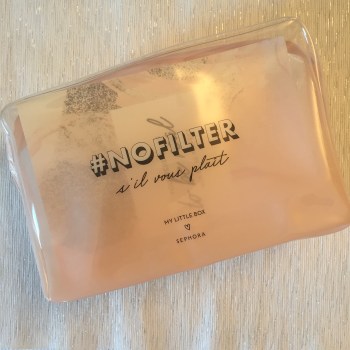 #NOFILTER
s'il vous plaît
MY LITTLE BOX
♡
SEPHORA